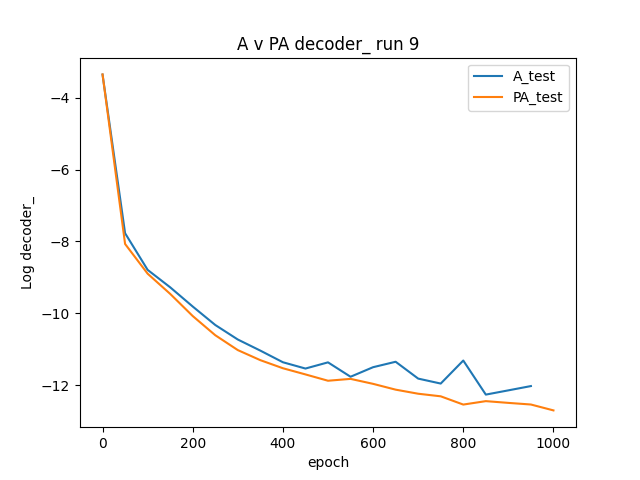 A v PA decoder_ run 9
A_test
PA_test
Log decoder_
−4
−6
−8
−10
−12
0 200 400 600 800 1000
epoch